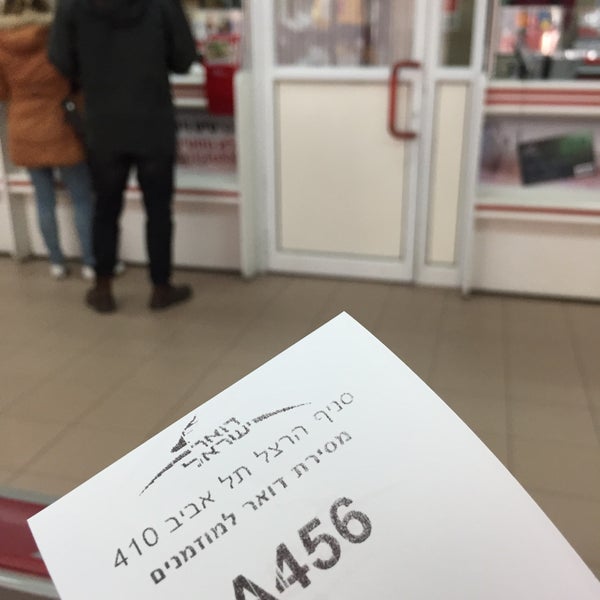 דואר
ישראל
סניף הרצל תל אביב 410
מסירת דואר למוזמנים
A456